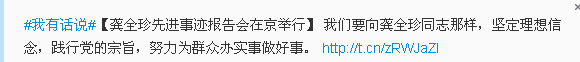 #我有话说#【龚全珍先进事迹报告会在京举行】 我们要向龚全珍同志那样，坚定理想信
念，践行党的宗旨，努力为群众办实事做好事。 http://t.cn/zRWJaZl